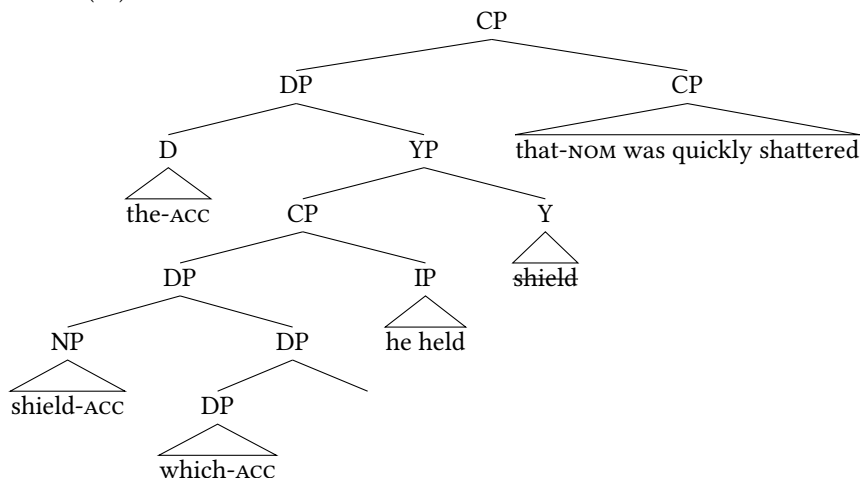 CP
DP CP
D YP that-NOM was quickly shattered
the-ACC CP Y
DP IP shield
NP DP he held
shield-ACC DP
which-ACC